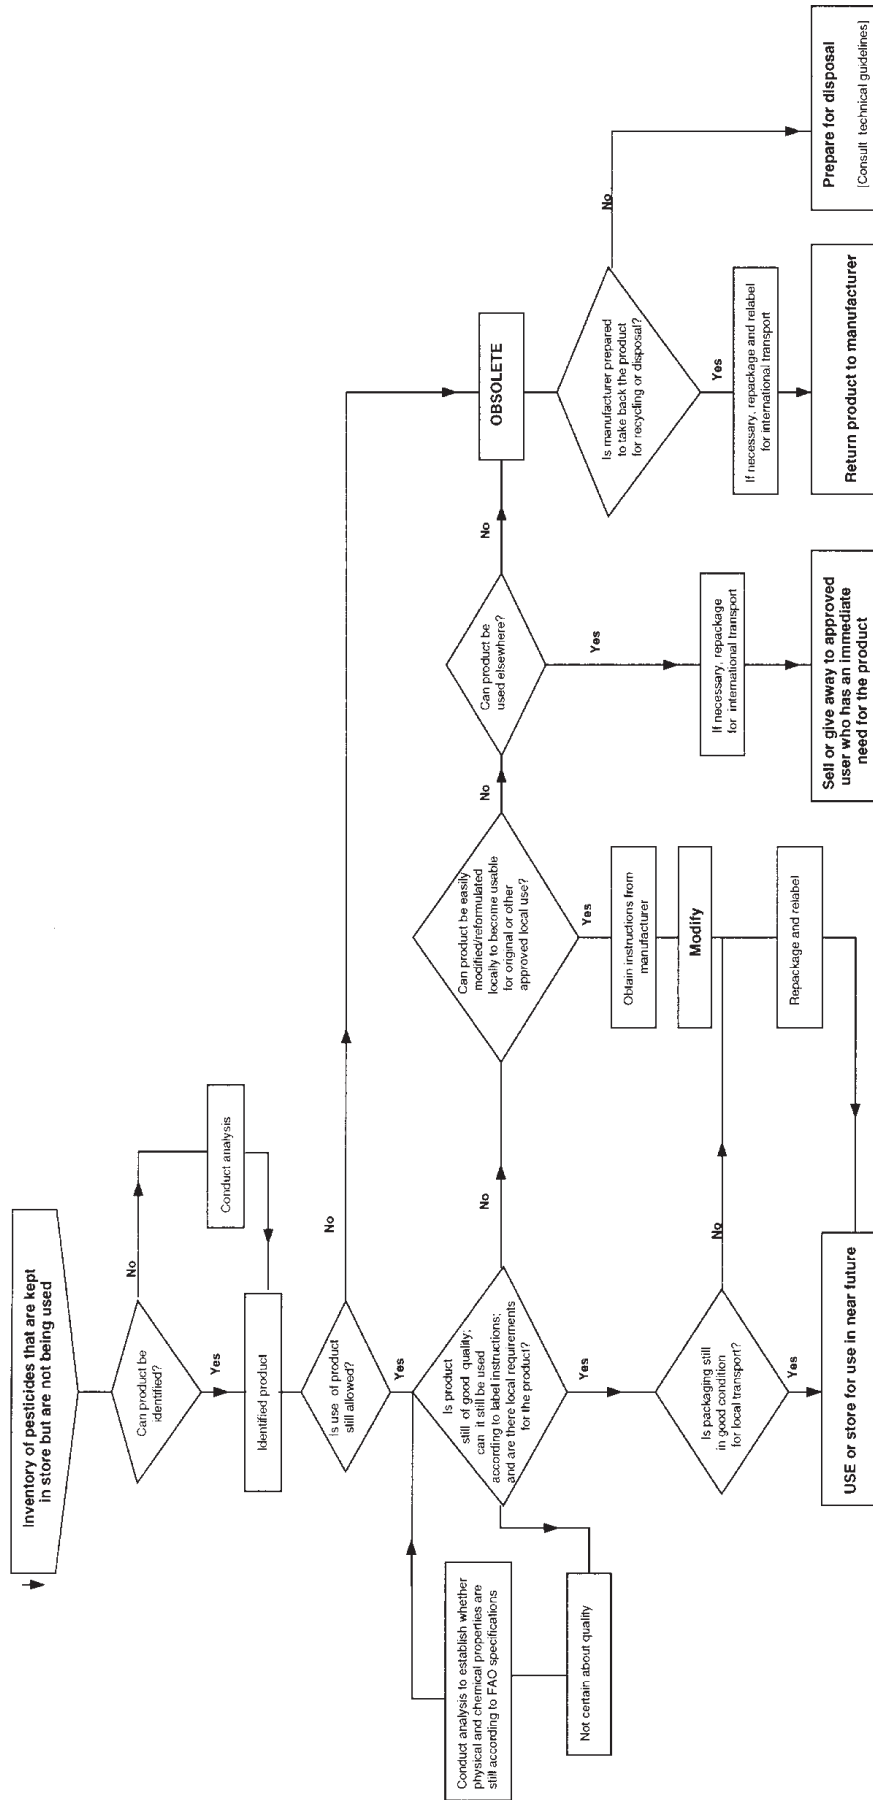 Inventory of pesticides that are kept
in store but are not being used
Can product be
identified?
No
Conduct analysis
Yes
Identified product
Is use of product
still allowed?
No
Yes
Conduct analysis to establish whether
physical and chemical properties are
still according to FAO specifications
Not certain about quality
Is product
still of good quality;
can it still be used
according to label instructions;
and are there local requirements
for the product?
No
Yes
Can product be easily
modified/reformulated
locally to become usable
for original or other
approved local use?
No
Yes
Can product be
used elsewhere?
No
Yes
OBSOLETE
Is manufacturer prepared
to take back the product
for recycling or disposal?
No
Yes
Obtain instructions from
manufacturer
Modify
Is packaging still
in good condition
for local transport?
No
Yes
Repackage and relabel
If necessary, repackage
for international transport
If necessary, repackage and relabel
for international transport
USE or store for use in near future
Sell or give away to approved
user who has an immediate
need for the product
Return product to manufacturer
Prepare for disposal
[Consult technical guidelines]